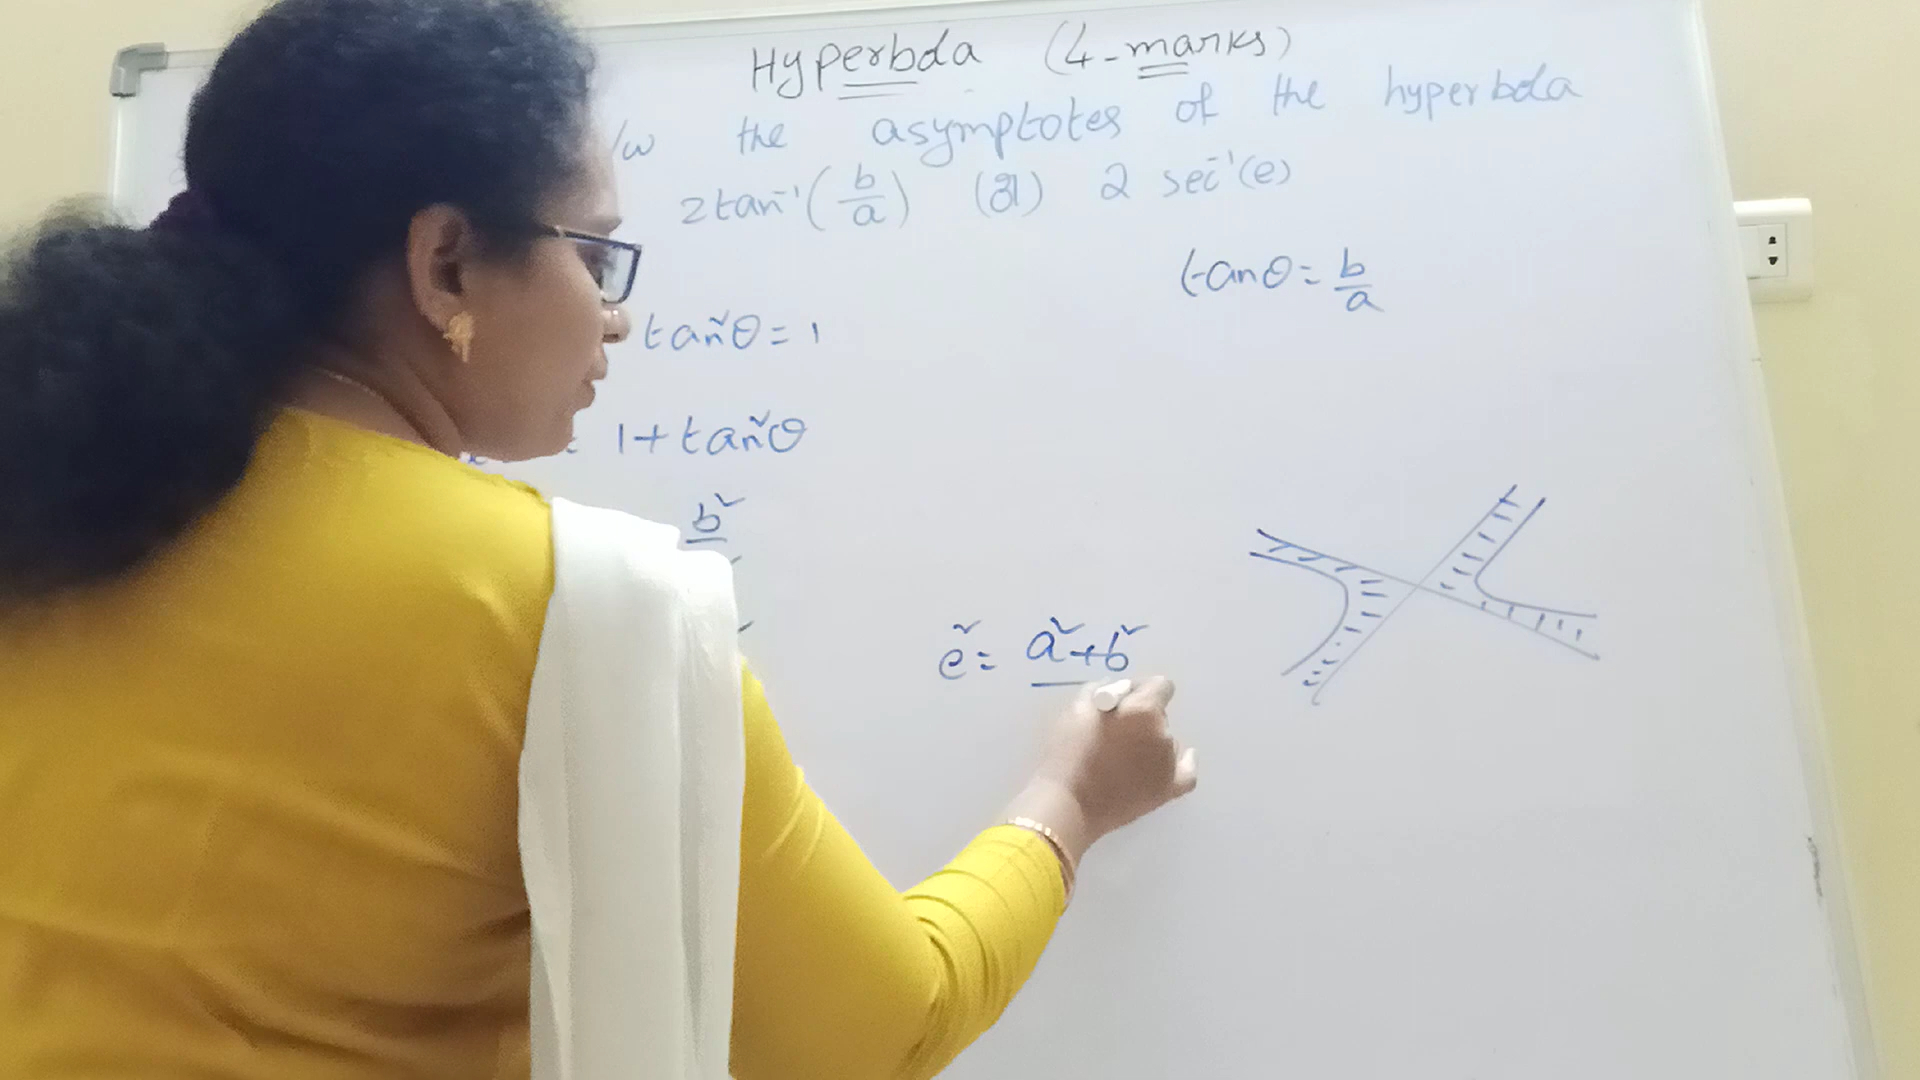 Hyperbola (4-marks)
/w the asymptotes of the hyperbola
2tan⁻¹(b/a) (or) 2 sec⁻¹(e)
tanθ = b/a
tan²θ = 1
1 + tan²θ
b²
e² = a² + b²